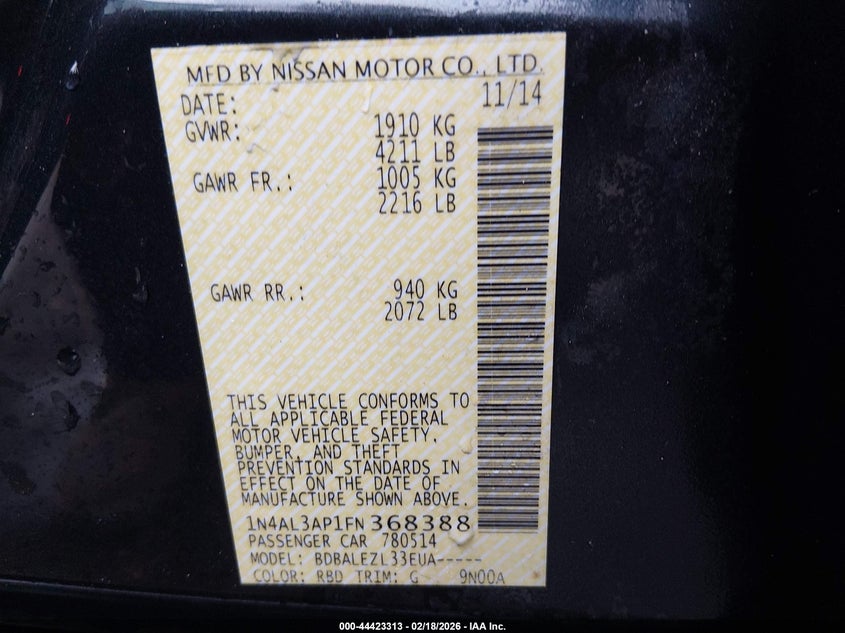 MFD BY NISSAN MOTOR CO., LTD.
DATE: 11/14
GVWR: 1910 KG
4211 LB
GAWR FR.: 1005 KG
2216 LB
GAWR RR.: 940 KG
2072 LB
THIS VEHICLE CONFORMS TO
ALL APPLICABLE FEDERAL
MOTOR VEHICLE SAFETY,
BUMPER, AND THEFT
PREVENTION STANDARDS IN
EFFECT ON THE DATE OF
MANUFACTURE SHOWN ABOVE.
1N4AL3AP1FN368388
PASSENGER CAR 780514
MODEL: BDBALEZL33EUA-----
COLOR: RBD TRIM: G 9N00A
000-44423313 - 02/18/2026 - IAA Inc.